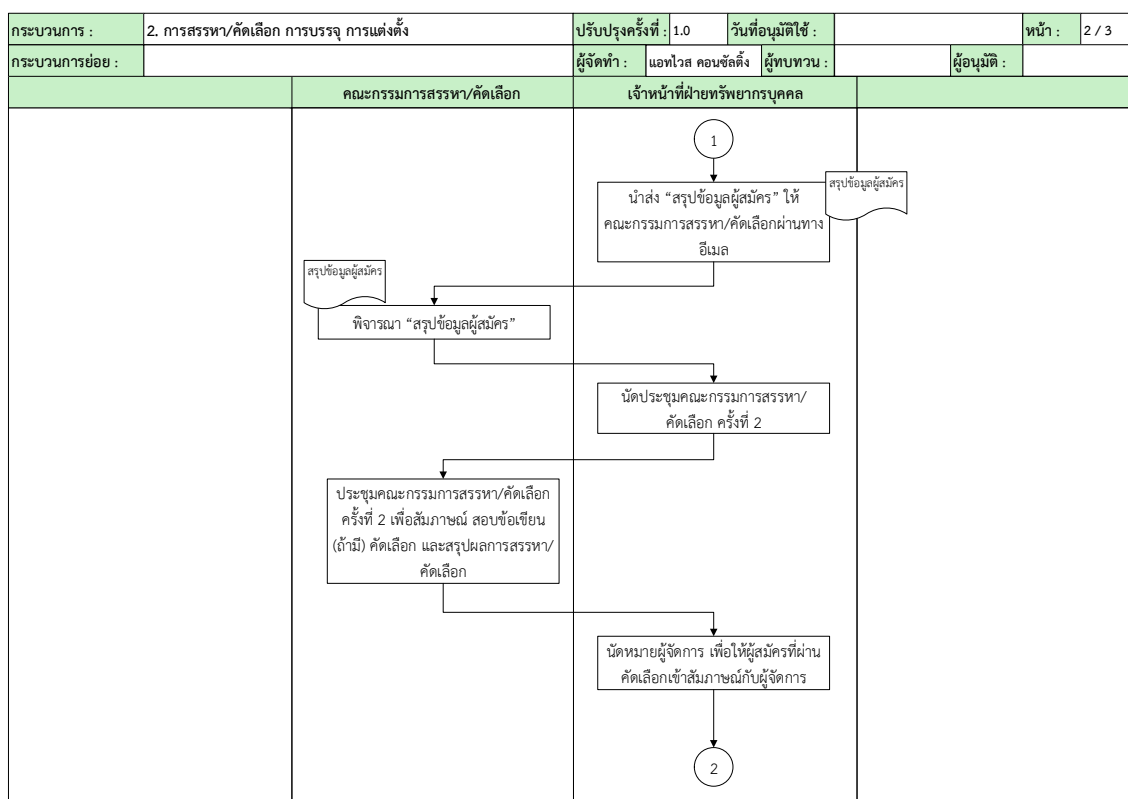 กระบวนการ : 2. การสรรหา/คัดเลือก การบรรจุ การแต่งตั้ง ปรับปรุงครั้งที่ : 1.0 วันที่อนุมัติใช้ : หน้า : 2 / 3
กระบวนการย่อย : ผู้จัดทำ : แอทไวส คอนซัลติ้ง ผู้ทบทวน : ผู้อนุมัติ :
คณะกรรมการสรรหา/คัดเลือก เจ้าหน้าที่ฝ่ายทรัพยากรบุคคล
1
นำส่ง “สรุปข้อมูลผู้สมัคร” ให้
คณะกรรมการสรรหา/คัดเลือกผ่านทาง
อีเมล
สรุปข้อมูลผู้สมัคร
สรุปข้อมูลผู้สมัคร
พิจารณา “สรุปข้อมูลผู้สมัคร”
นัดประชุมคณะกรรมการสรรหา/
คัดเลือก ครั้งที่ 2
ประชุมคณะกรรมการสรรหา/คัดเลือก
ครั้งที่ 2 เพื่อสัมภาษณ์ สอบข้อเขียน
(ถ้ามี) คัดเลือก และสรุปผลการสรรหา/
คัดเลือก
นัดหมายผู้จัดการ เพื่อให้ผู้สมัครที่ผ่าน
คัดเลือกเข้าสัมภาษณ์กับผู้จัดการ
2